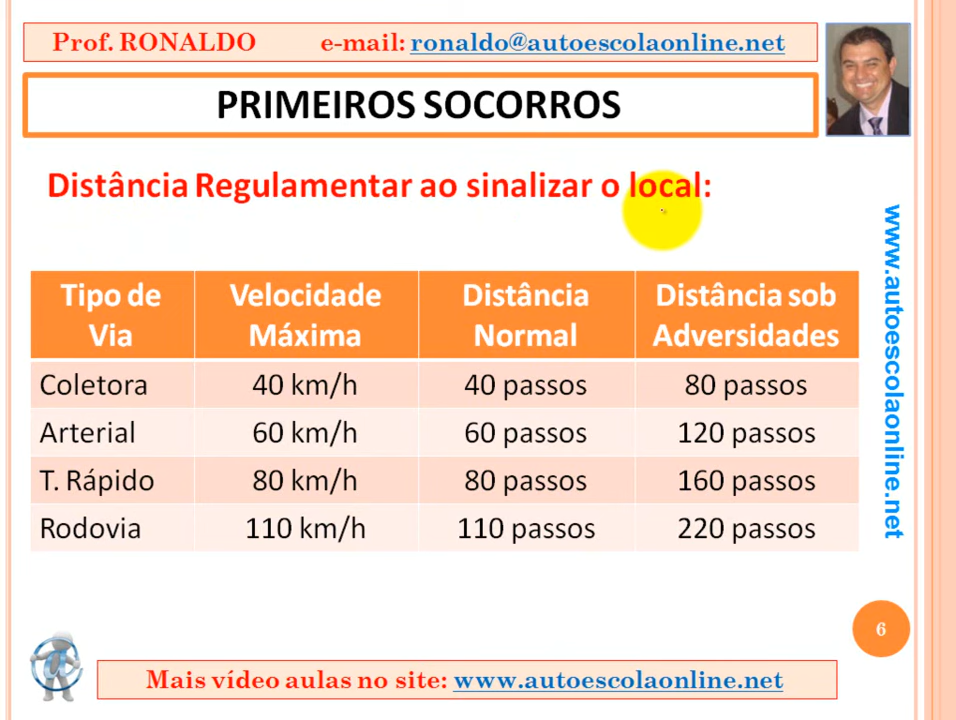 Prof. RONALDO e-mail: ronaldo@autoescolaonline.net
PRIMEIROS SOCORROS
Distância Regulamentar ao sinalizar o local:
Tipo de Via Velocidade Máxima Distância Normal Distância sob Adversidades
Coletora 40 km/h 40 passos 80 passos
Arterial 60 km/h 60 passos 120 passos
T. Rápido 80 km/h 80 passos 160 passos
Rodovia 110 km/h 110 passos 220 passos
www.autoescolaonline.net
6
Mais vídeo aulas no site: www.autoescolaonline.net